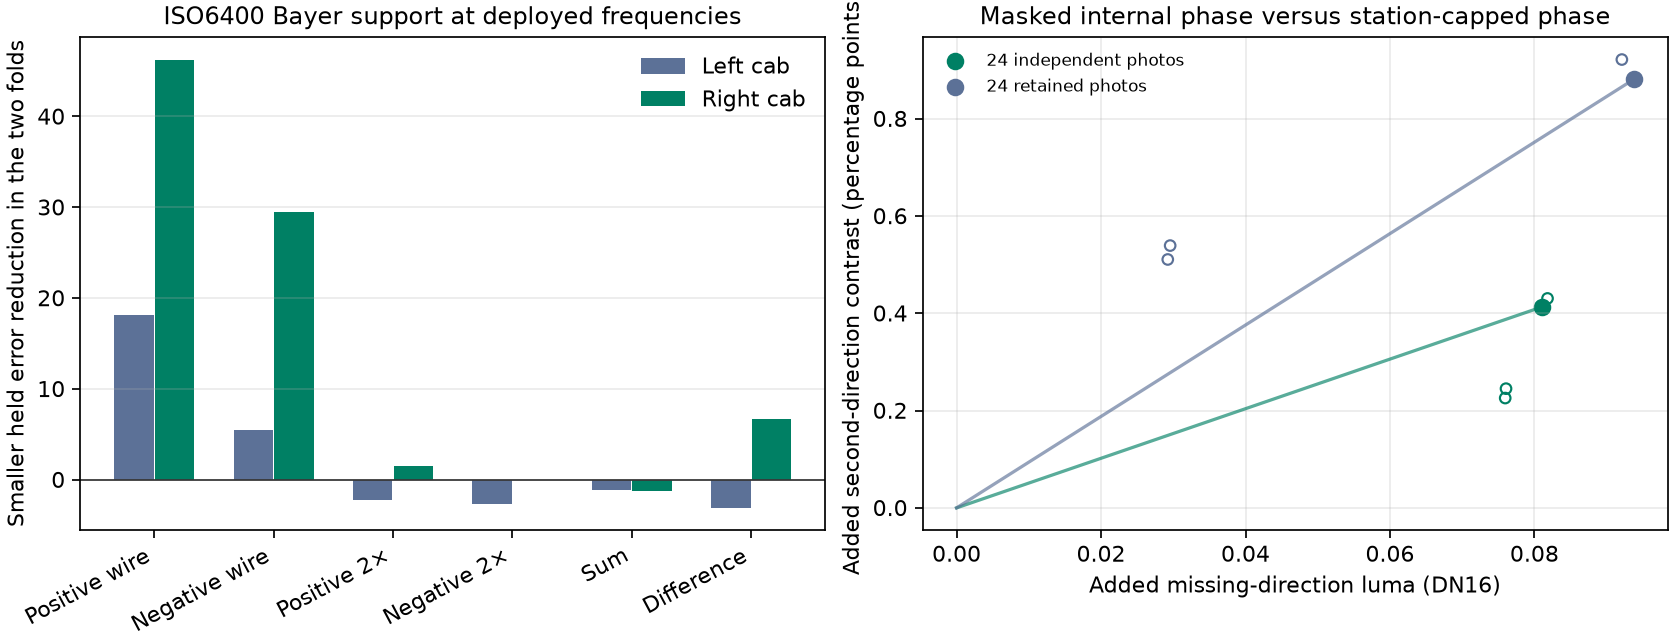 ISO6400 Bayer support at deployed frequencies
Smaller held error reduction in the two folds
40
30
20
10
0
Left cab
Right cab
Positive wire
Negative wire
Positive 2×
Negative 2×
Sum
Difference
Masked internal phase versus station-capped phase
Added second-direction contrast (percentage points)
0.8
0.6
0.4
0.2
0.0
24 independent photos
24 retained photos
0.00
0.02
0.04
0.06
0.08
Added missing-direction luma (DN16)